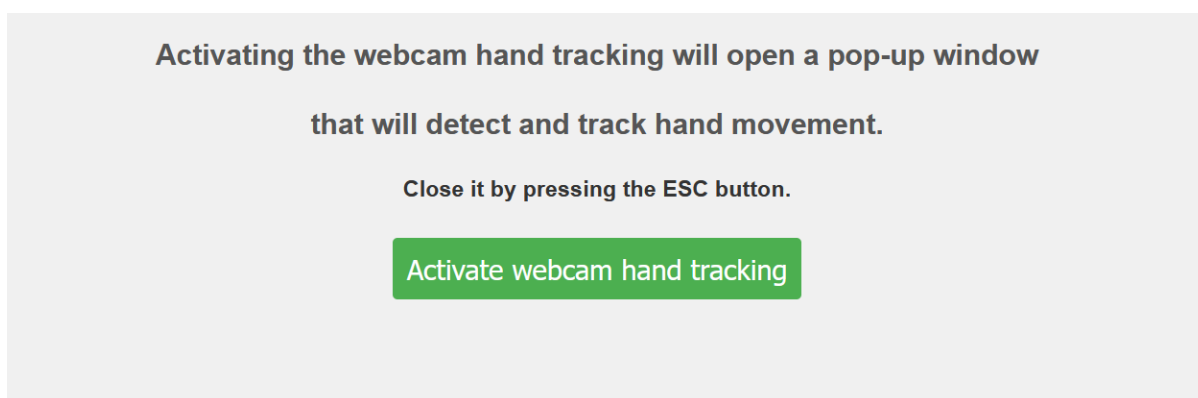 Activating the webcam hand tracking will open a pop-up window
that will detect and track hand movement.
Close it by pressing the ESC button.
Activate webcam hand tracking